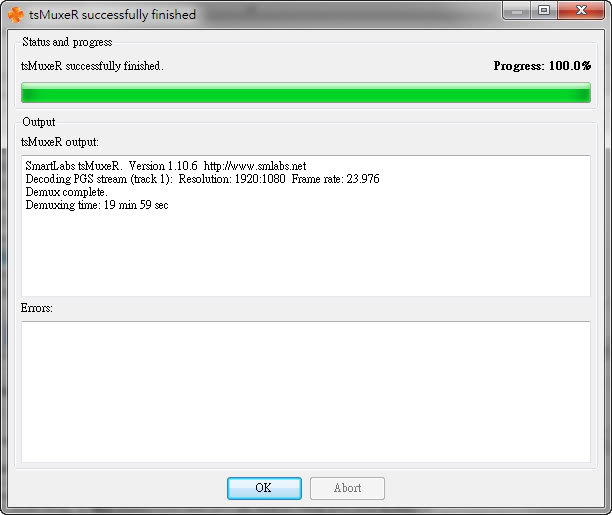 tsMuxeR successfully finished
Status and progress
tsMuxeR successfully finished.
Progress: 100.0%
Output
tsMuxeR output:
SmartLabs tsMuxeR.  Version 1.10.6  http://www.smlabs.net
Decoding PGS stream (track 1):  Resolution: 1920:1080  Frame rate: 23.976
Demux complete.
Demuxing time: 19 min 59 sec
Errors:
OK
Abort